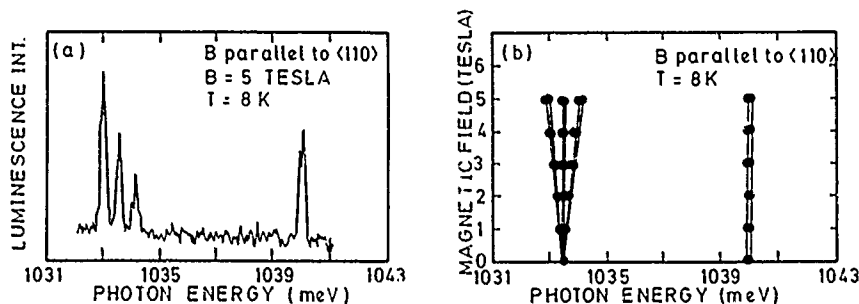 (a)
B parallel to ⟨110⟩
B = 5 TESLA
T = 8 K
LUMINESCENCE INT.
1031 1035 1039 1043
PHOTON ENERGY (meV)
(b)
B parallel to ⟨110⟩
T = 8K
MAGNETIC FIELD (TESLA)
6
5
4
3
2
1
0
1031 1035 1039 1043
PHOTON ENERGY (meV)